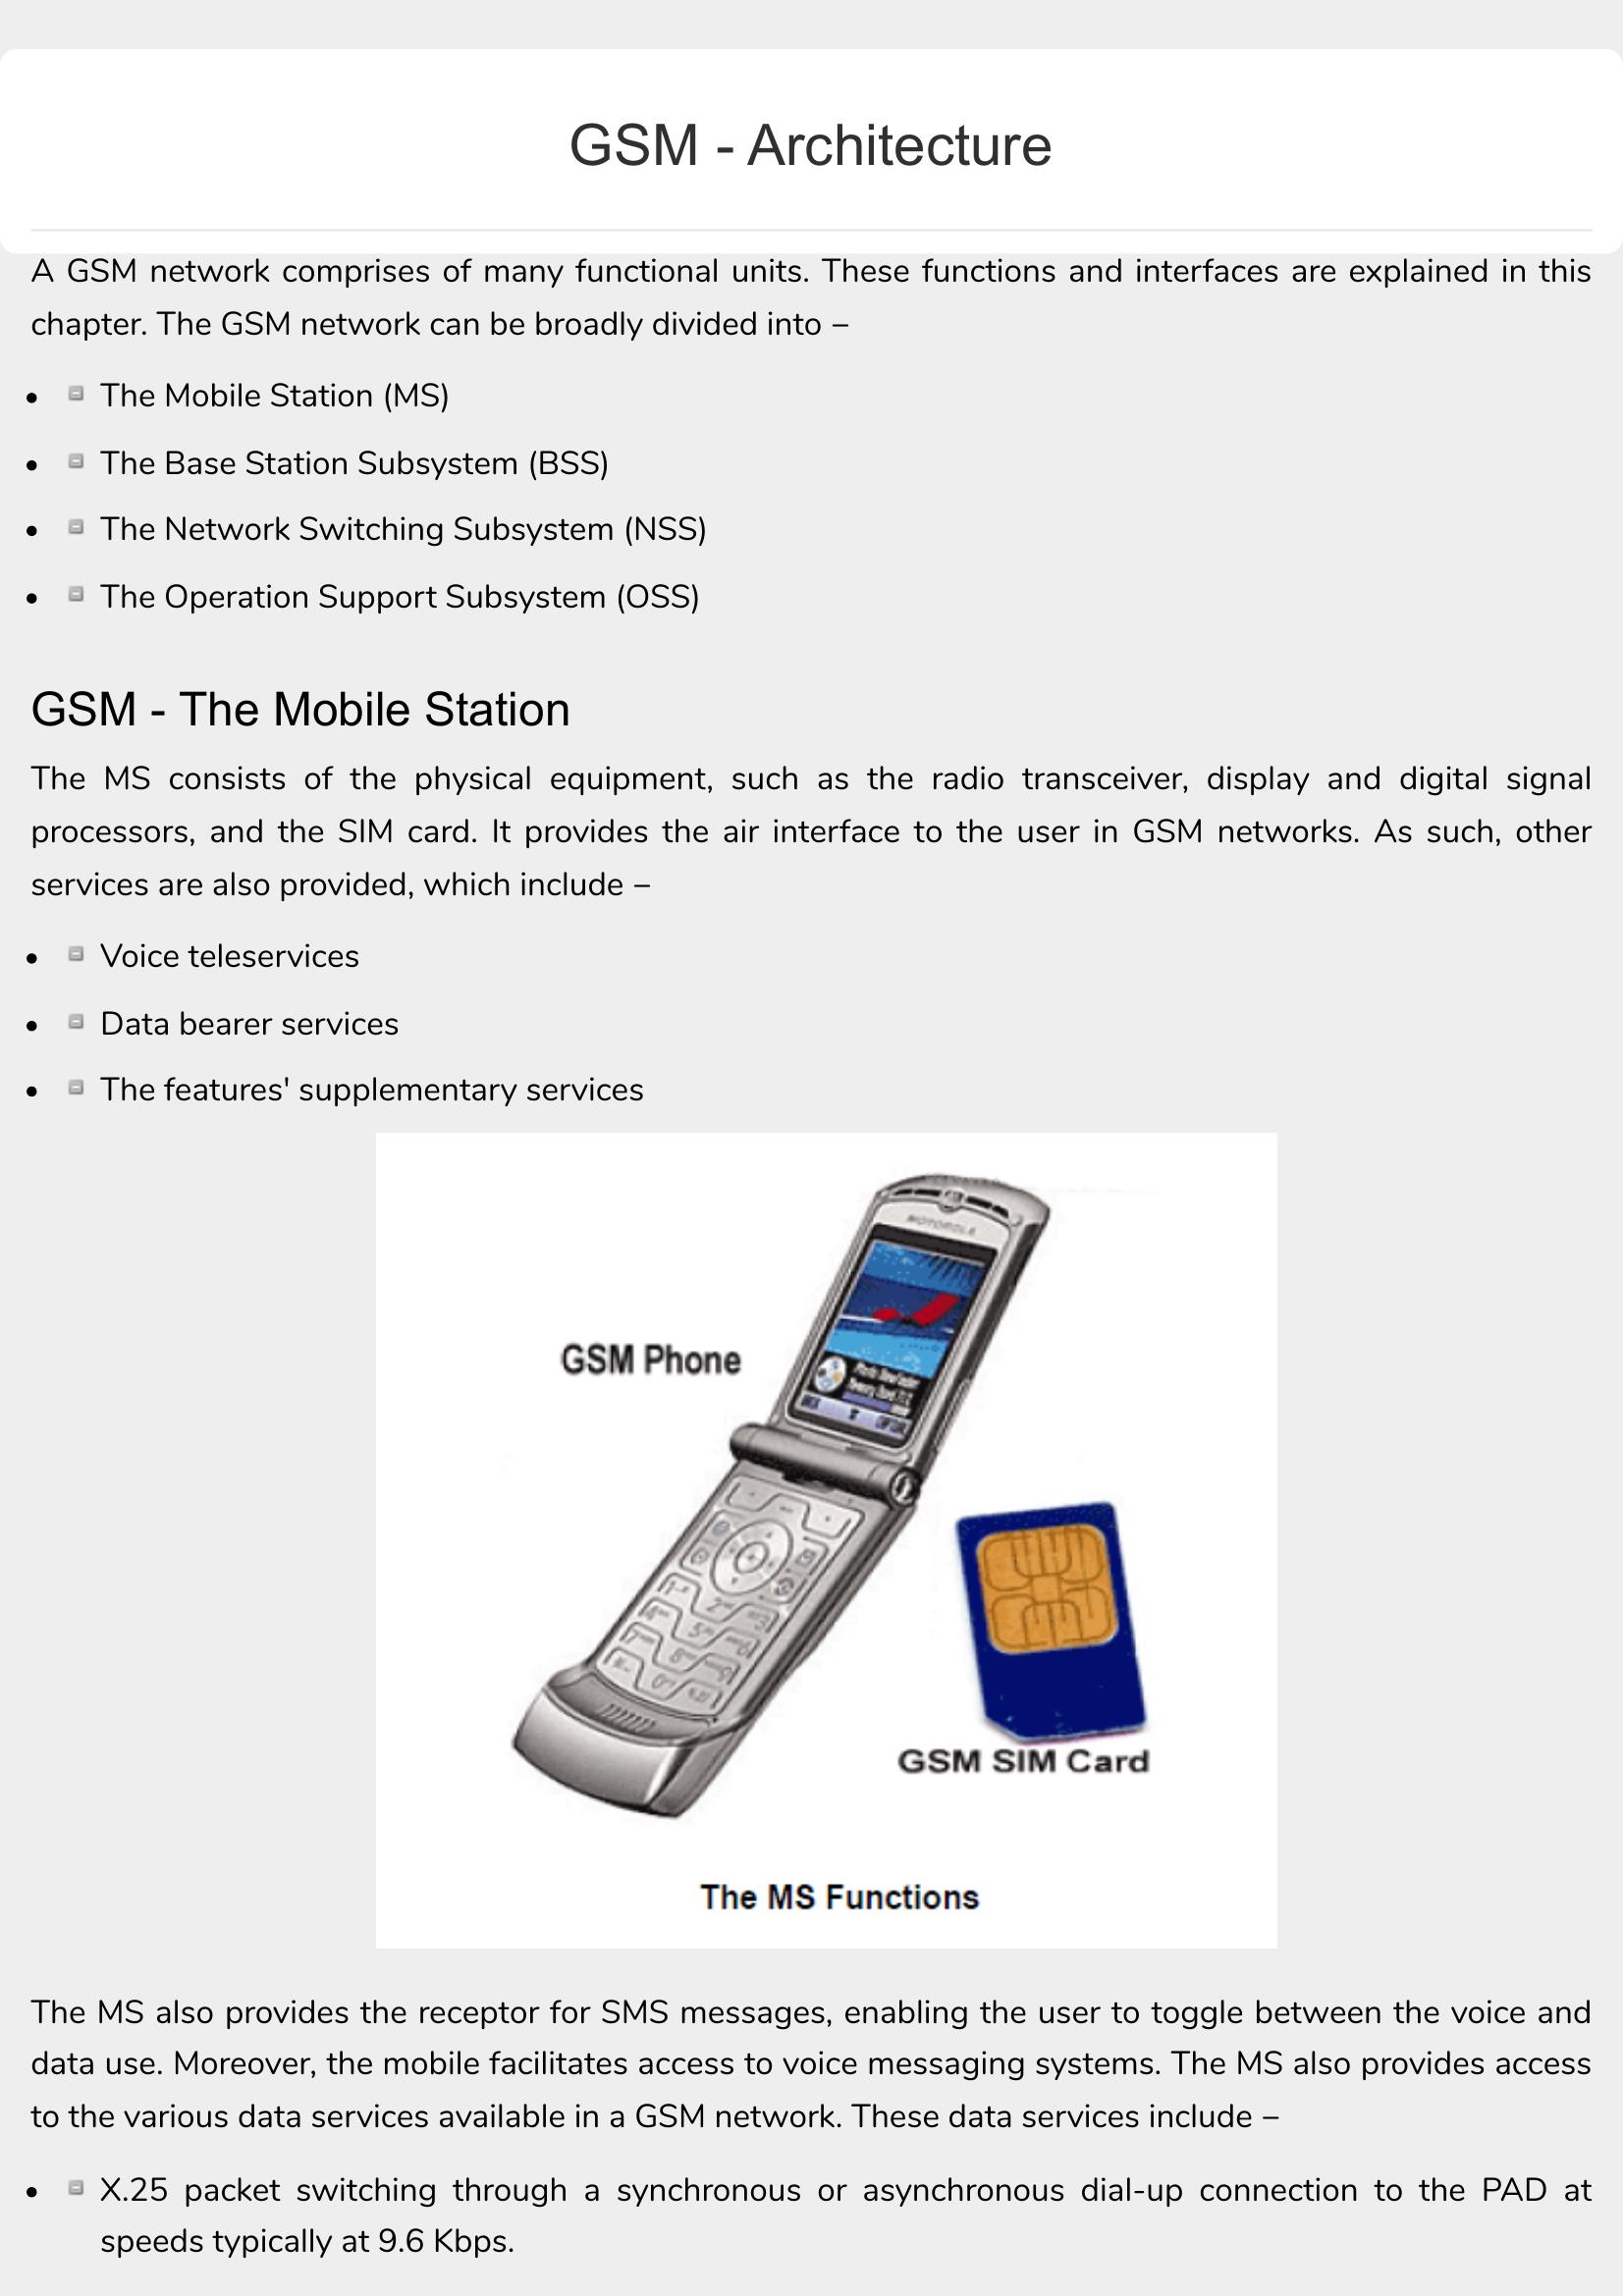 GSM - Architecture
A GSM network comprises of many functional units. These functions and interfaces are explained in this
chapter. The GSM network can be broadly divided into −
The Mobile Station (MS)
The Base Station Subsystem (BSS)
The Network Switching Subsystem (NSS)
The Operation Support Subsystem (OSS)
GSM - The Mobile Station
The MS consists of the physical equipment, such as the radio transceiver, display and digital signal
processors, and the SIM card. It provides the air interface to the user in GSM networks. As such, other
services are also provided, which include −
Voice teleservices
Data bearer services
The features' supplementary services
MOTOROLA
GSM Phone
GSM SIM Card
The MS Functions
The MS also provides the receptor for SMS messages, enabling the user to toggle between the voice and
data use. Moreover, the mobile facilitates access to voice messaging systems. The MS also provides access
to the various data services available in a GSM network. These data services include −
X.25 packet switching through a synchronous or asynchronous dial-up connection to the PAD at
speeds typically at 9.6 Kbps.